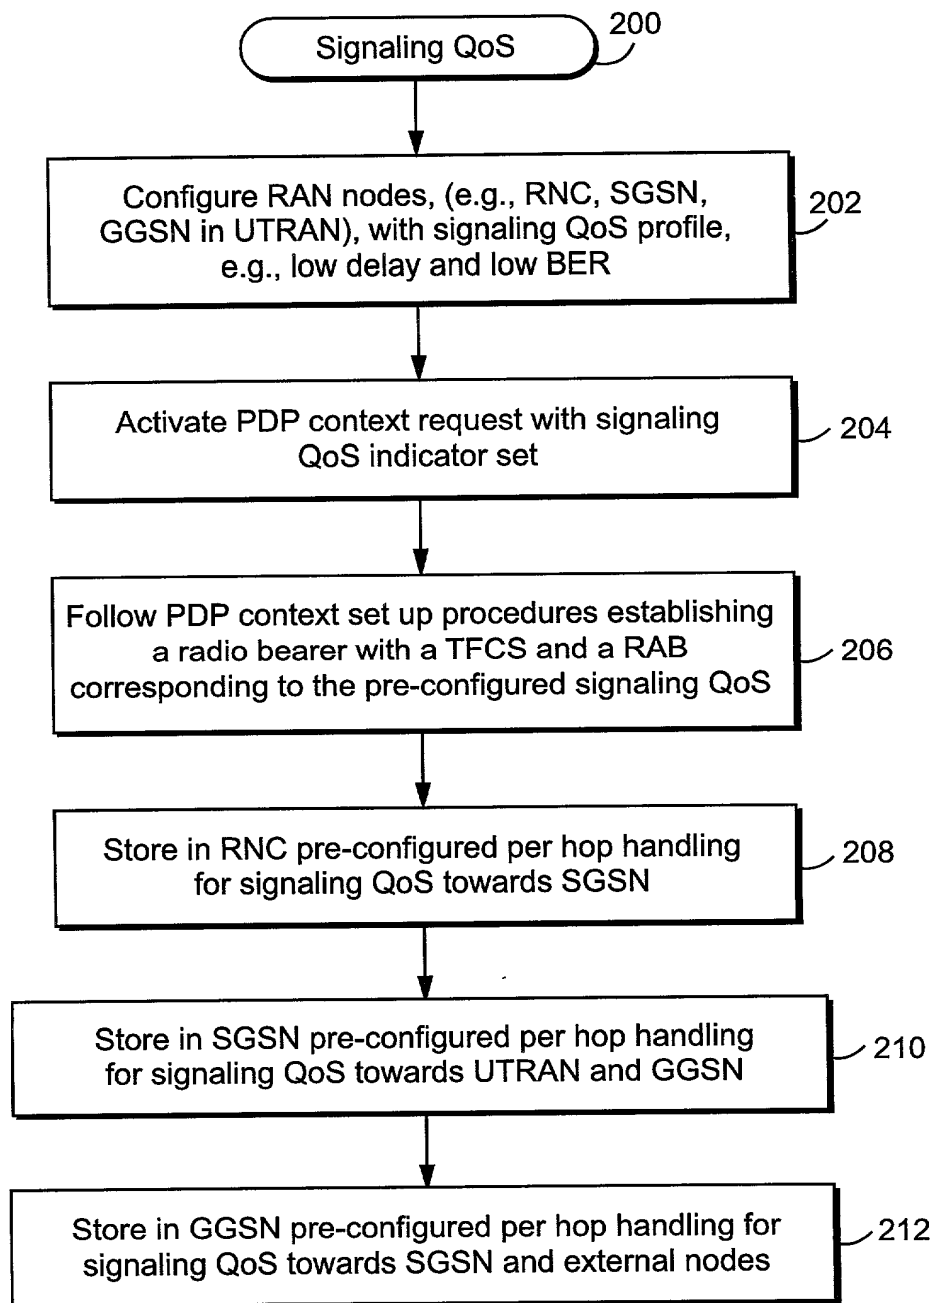 Signaling QoS
200
Configure RAN nodes, (e.g., RNC, SGSN,
GGSN in UTRAN), with signaling QoS profile,
e.g., low delay and low BER
202
Activate PDP context request with signaling
QoS indicator set
204
Follow PDP context set up procedures establishing
a radio bearer with a TFCS and a RAB
corresponding to the pre-configured signaling QoS
206
Store in RNC pre-configured per hop handling
for signaling QoS towards SGSN
208
Store in SGSN pre-configured per hop handling
for signaling QoS towards UTRAN and GGSN
210
Store in GGSN pre-configured per hop handling for
signaling QoS towards SGSN and external nodes
212